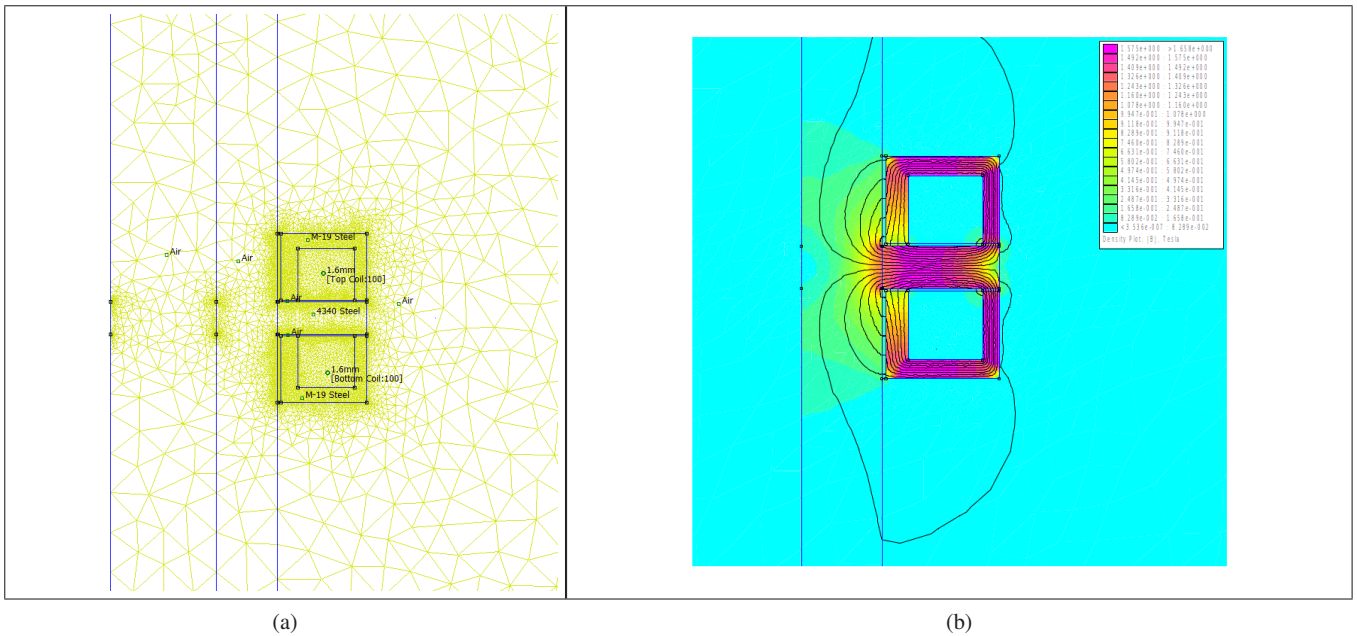 M-19 Steel
Air
Air
1.6mm
[Top Coil:100]
Air
Air
4340 Steel
Air
1.6mm
[Bottom Coil:100]
M-19 Steel
1.575e+000 : >1.658e+000
1.492e+000 : 1.575e+000
1.409e+000 : 1.492e+000
1.326e+000 : 1.409e+000
1.243e+000 : 1.326e+000
1.160e+000 : 1.243e+000
1.078e+000 : 1.160e+000
9.947e-001 : 1.078e+000
9.118e-001 : 9.947e-001
8.289e-001 : 9.118e-001
7.460e-001 : 8.289e-001
6.631e-001 : 7.460e-001
5.802e-001 : 6.631e-001
4.974e-001 : 5.802e-001
4.145e-001 : 4.974e-001
3.316e-001 : 4.145e-001
2.487e-001 : 3.316e-001
1.658e-001 : 2.487e-001
8.289e-002 : 1.658e-001
<3.536e-007 : 8.289e-002
Density Plot: |B|, Tesla
(a)
(b)